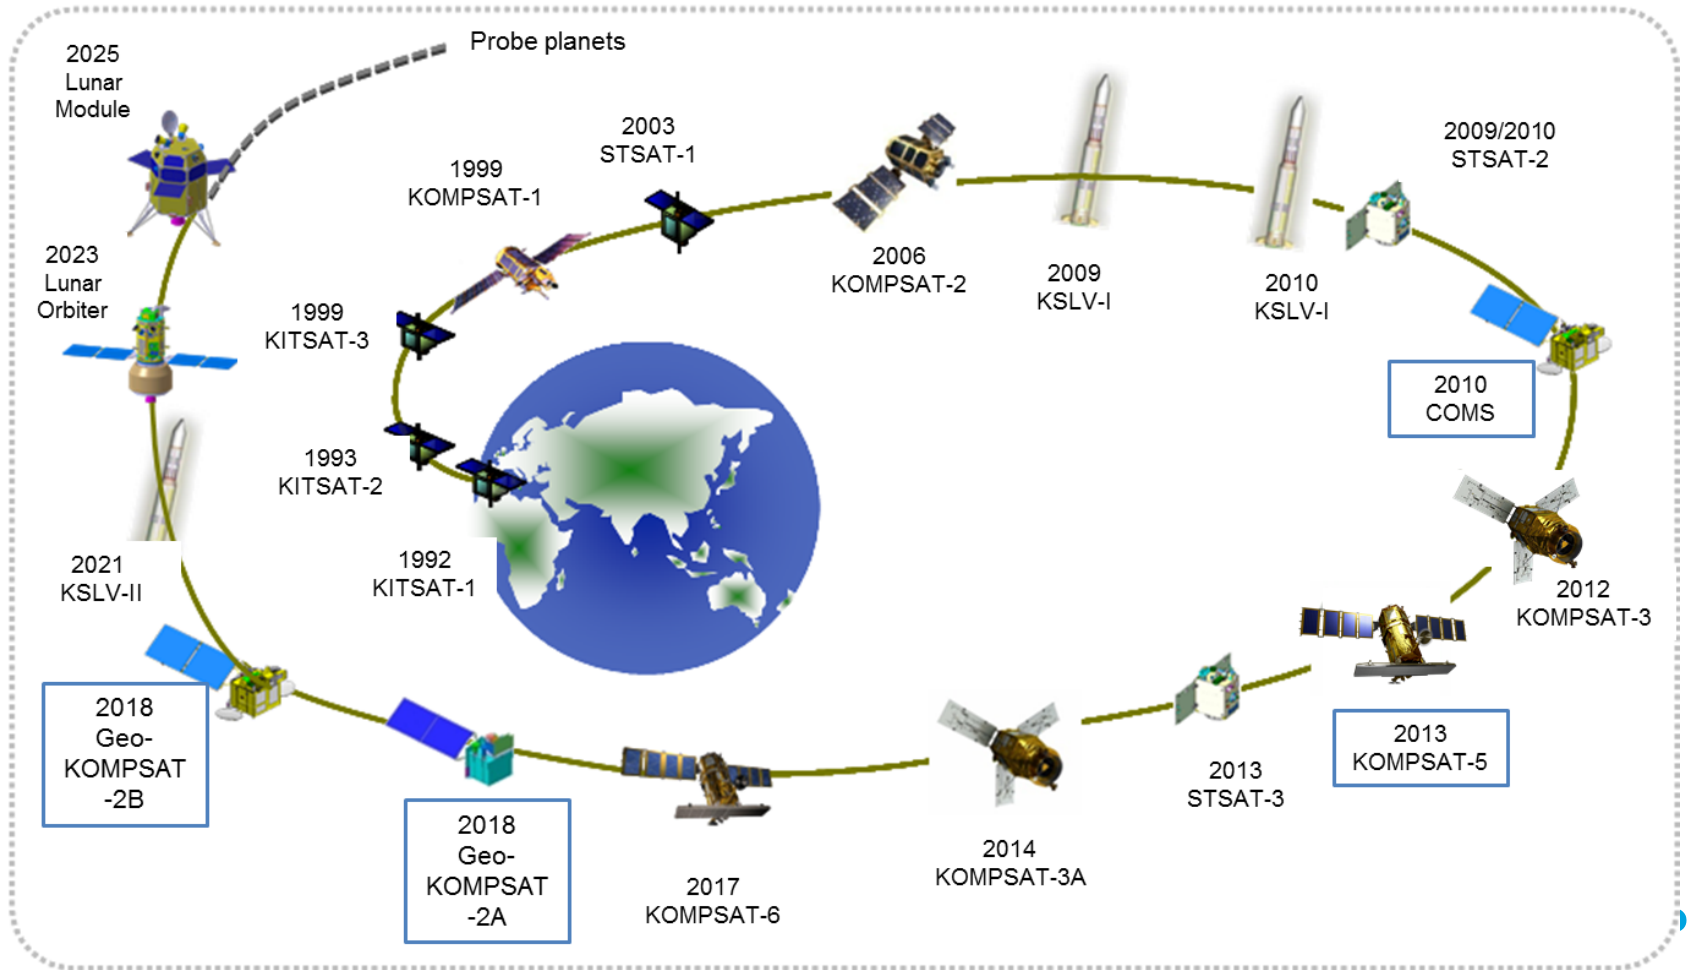 Probe planets
2025
Lunar
Module
2023
Lunar
Orbiter
2021
KSLV-II
1992
KITSAT-1
1993
KITSAT-2
1999
KITSAT-3
1999
KOMPSAT-1
2003
STSAT-1
2006
KOMPSAT-2
2009
KSLV-I
2010
KSLV-I
2009/2010
STSAT-2
2010
COMS
2012
KOMPSAT-3
2013
KOMPSAT-5
2013
STSAT-3
2014
KOMPSAT-3A
2017
KOMPSAT-6
2018
Geo-
KOMPSAT
-2A
2018
Geo-
KOMPSAT
-2B